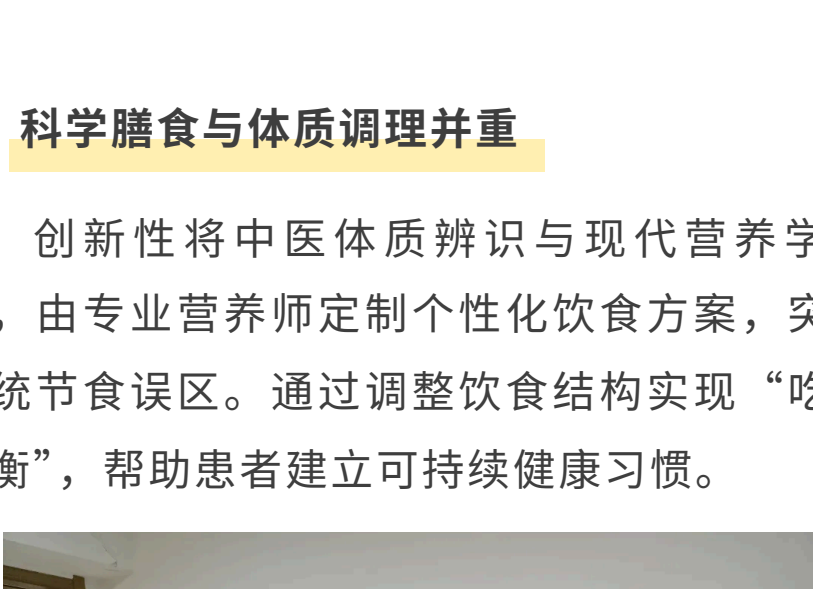 科学膳食与体质调理并重
创新性将中医体质辨识与现代营养学
，由专业营养师定制个性化饮食方案，突
统节食误区。通过调整饮食结构实现“吃
衡”，帮助患者建立可持续健康习惯。